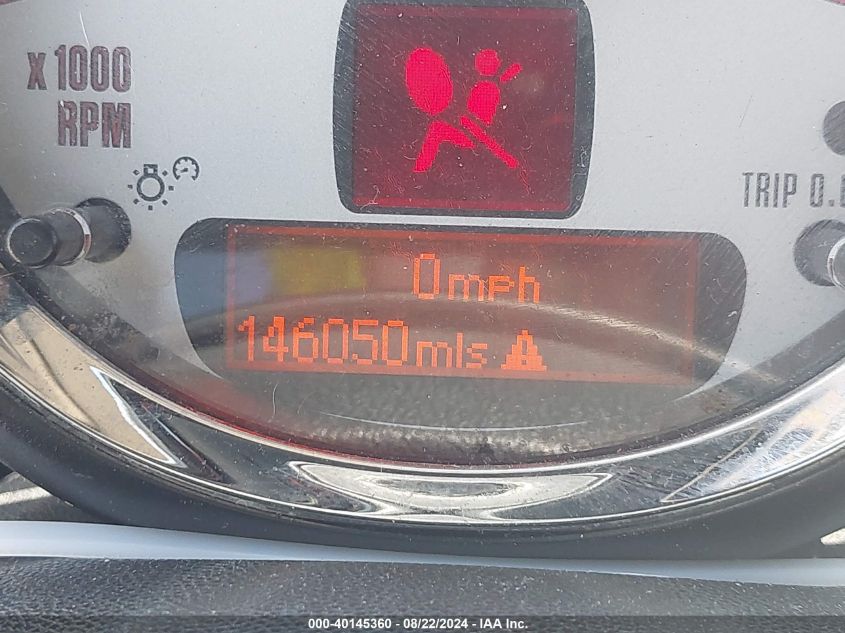 x1000
RPM
TRIP 0.
0mph
146050mls
000-40145360 - 08/22/2024 - IAA Inc.